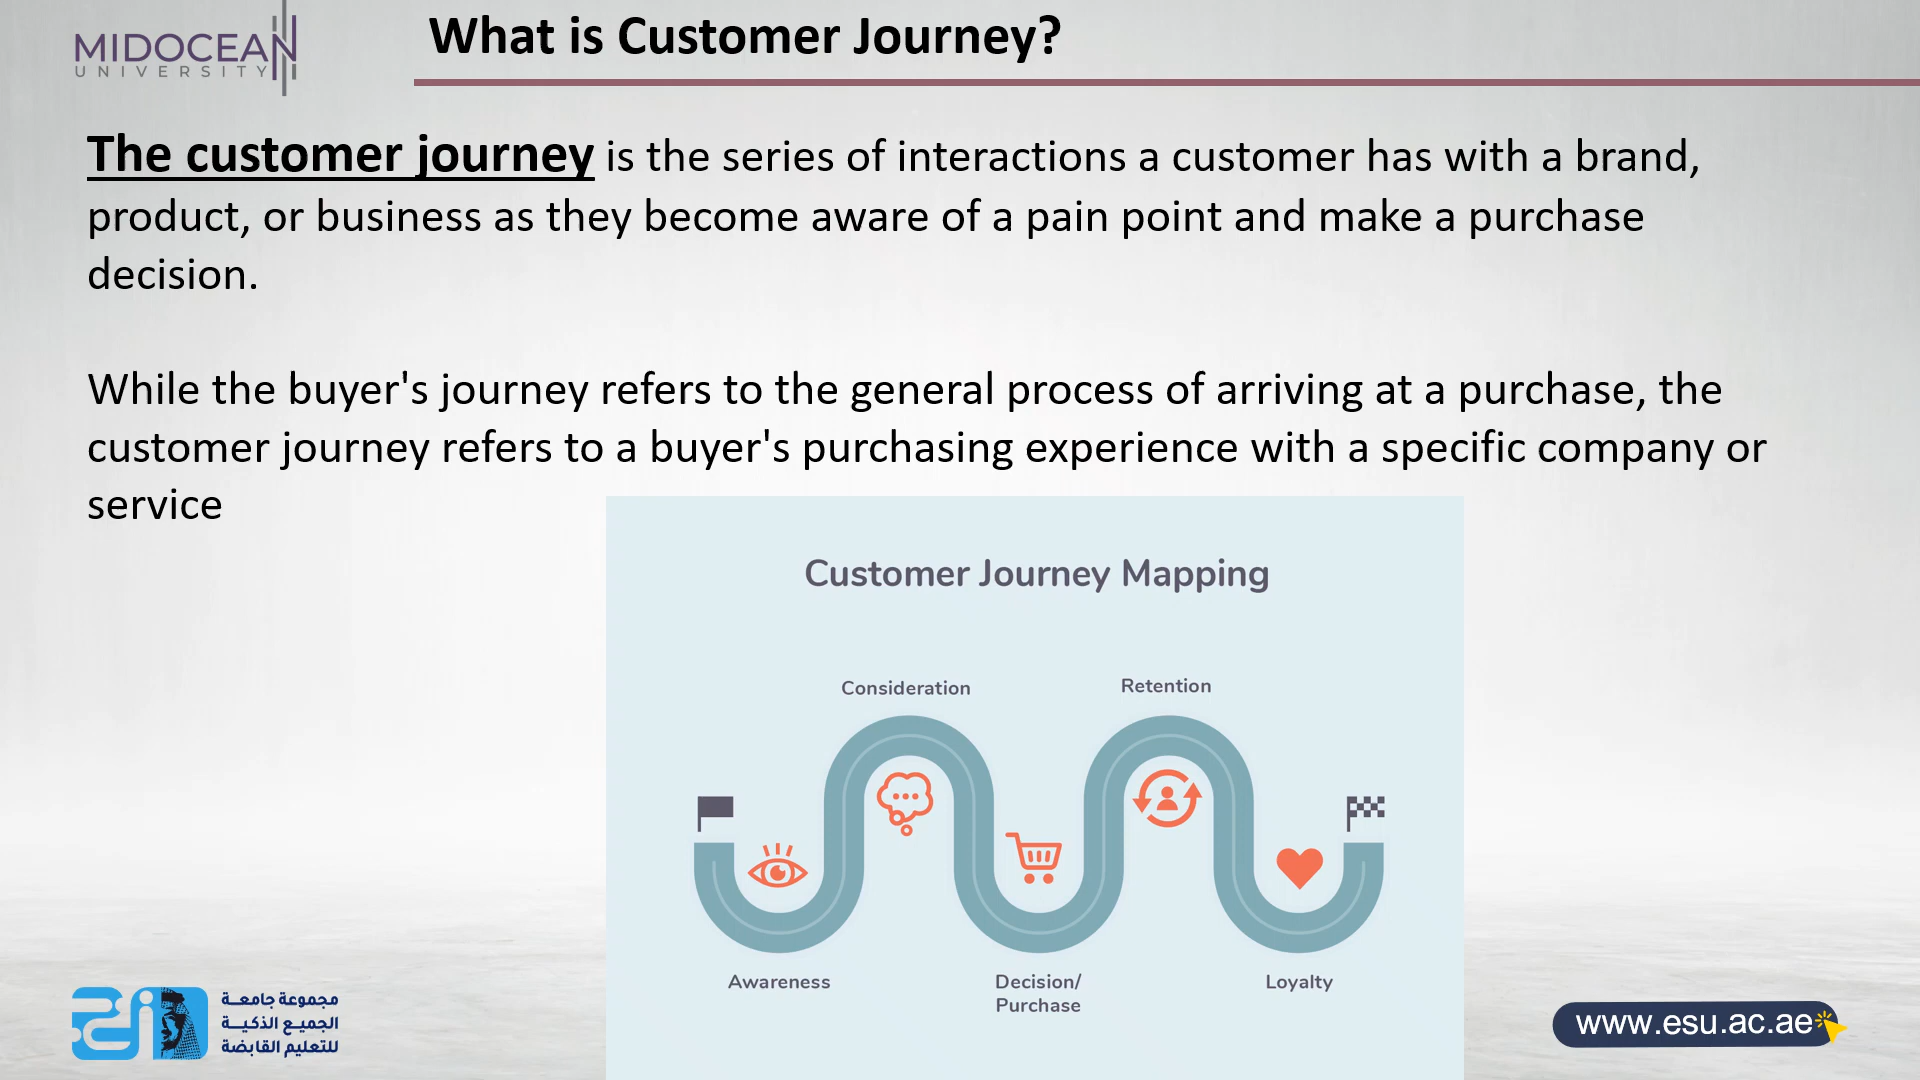 MIDOCEAN
UNIVERSITY
What is Customer Journey?
The customer journey is the series of interactions a customer has with a brand,
product, or business as they become aware of a pain point and make a purchase
decision.
While the buyer's journey refers to the general process of arriving at a purchase, the
customer journey refers to a buyer's purchasing experience with a specific company or
service
Customer Journey Mapping
Consideration
Retention
Awareness
Decision/
Purchase
Loyalty
مجموعة جامعة
الجميع الذكية
للتعليم القابضة
www.esu.ac.ae